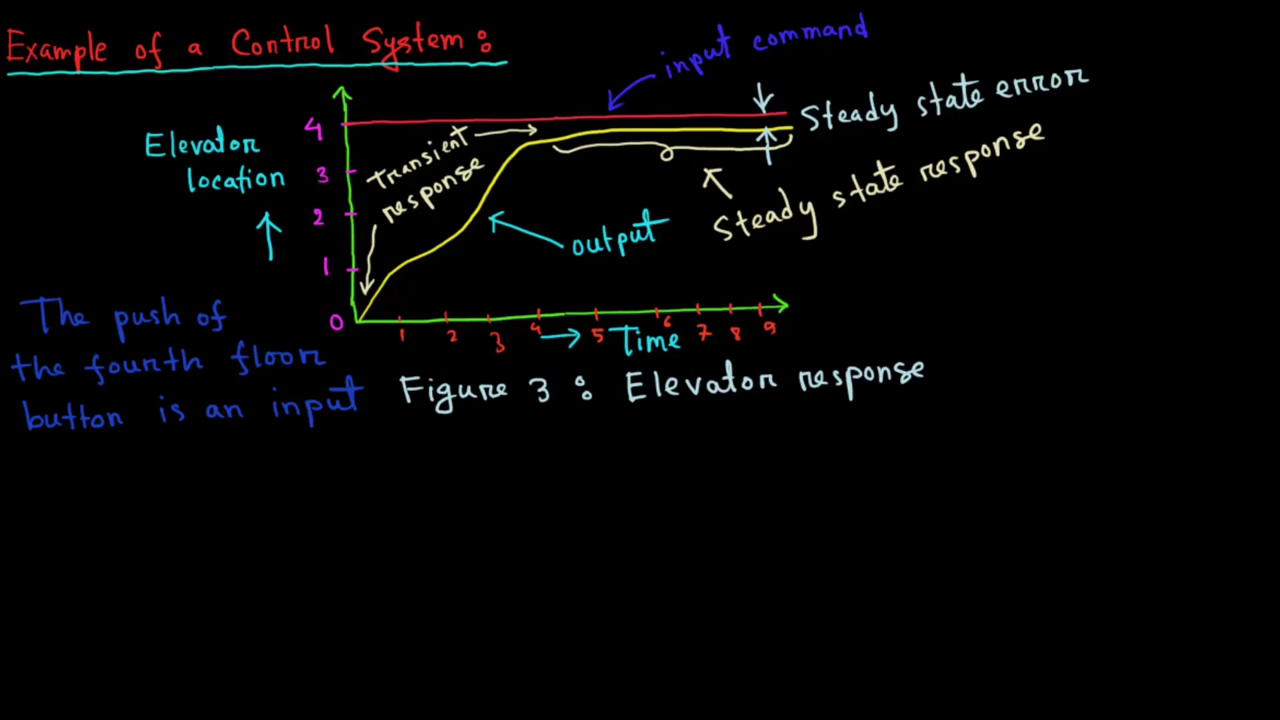 Example of a Control System:
input command
Steady state error
Elevator
location
transient
response
Steady state response
output
4
3
2
1
0
1 2 3 4 5 6 7 8 9
Time
The push of
the fourth floor
button is an input
Figure 3 : Elevator response